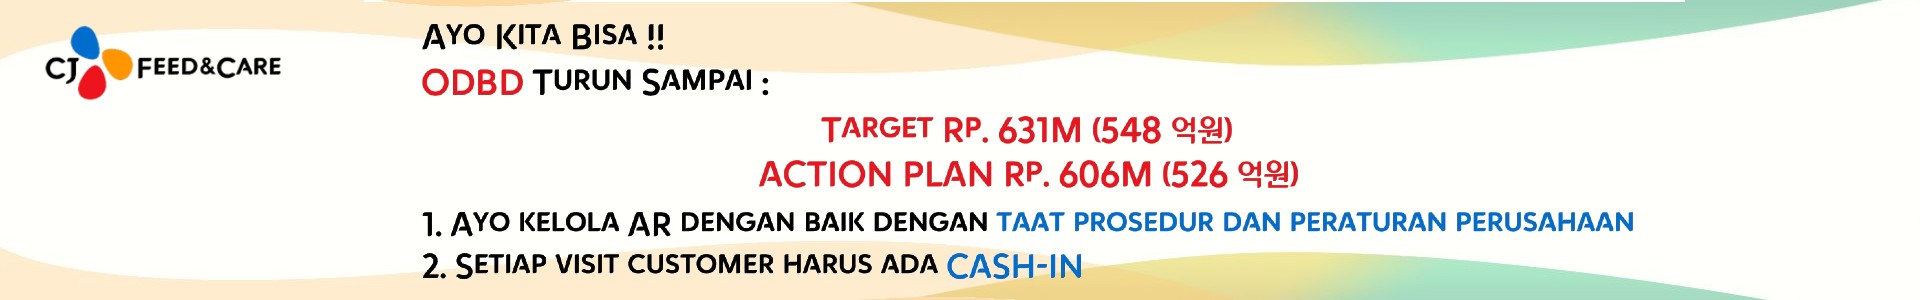 CJ FEED&CARE
AYO KITA BISA !!
ODBD TURUN SAMPAI :
TARGET RP. 631M (548 억원)
ACTION PLAN RP. 606M (526 억원)
1. AYO KELOLA AR DENGAN BAIK DENGAN TAAT PROSEDUR DAN PERATURAN PERUSAHAAN
2. SETIAP VISIT CUSTOMER HARUS ADA CASH-IN